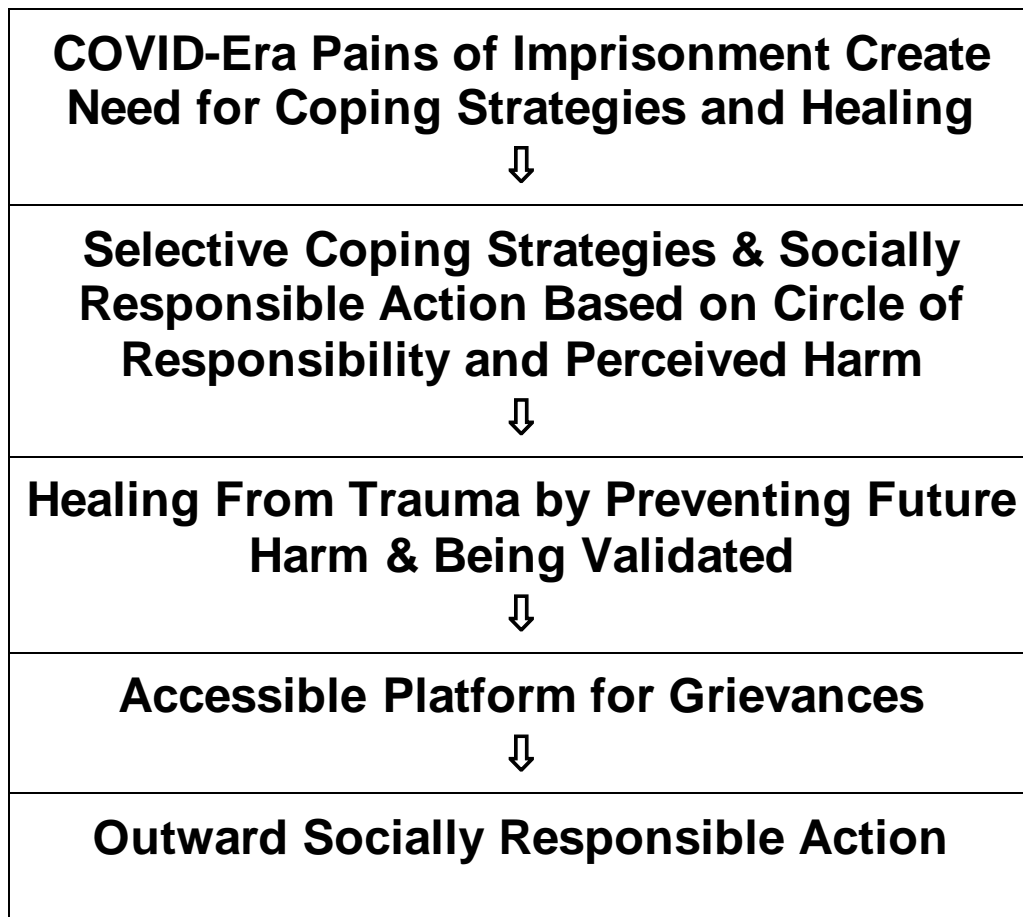 COVID-Era Pains of Imprisonment Create
Need for Coping Strategies and Healing
⇩
Selective Coping Strategies & Socially
Responsible Action Based on Circle of
Responsibility and Perceived Harm
⇩
Healing From Trauma by Preventing Future
Harm & Being Validated
⇩
Accessible Platform for Grievances
⇩
Outward Socially Responsible Action